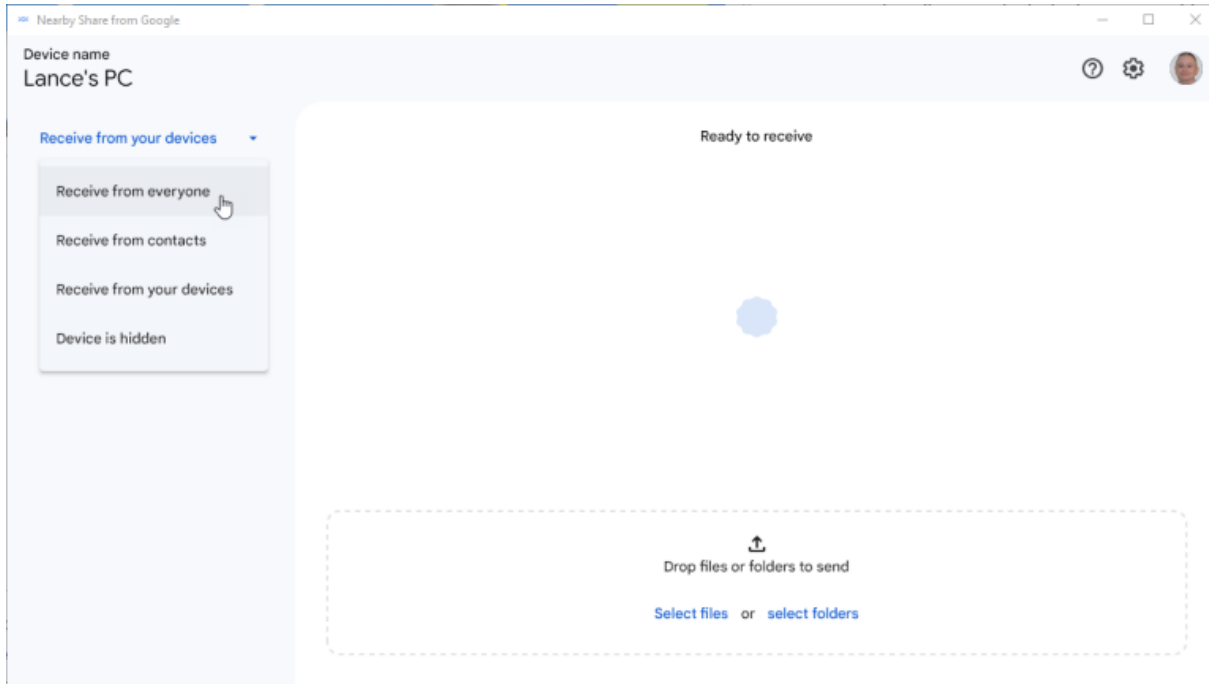 Nearby Share from Google
Device name
Lance's PC
Receive from your devices
Receive from everyone
Receive from contacts
Receive from your devices
Device is hidden
Ready to receive
Drop files or folders to send
Select files or select folders